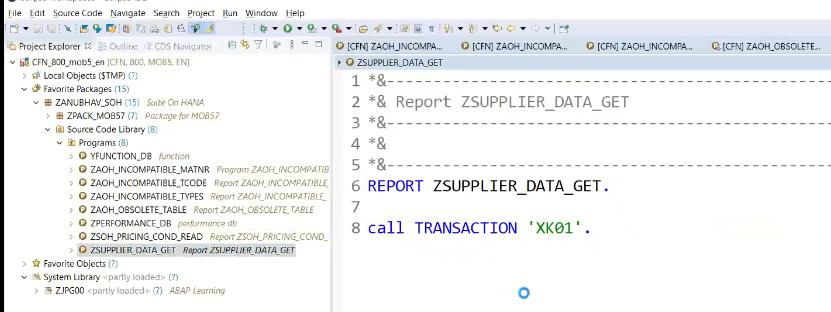 File Edit Source Code Navigate Search Project Run Window Help
Project Explorer
Outline
CDS Navigator
CFN_800_mob5_en [CFN, 800, MOB5, EN]
Local Objects ($TMP) (?)
Favorite Packages (15)
ZANUBHAV_SOH (15) Suite On HANA
ZPACK_MOB57 (?) Package for MOB57
Source Code Library (8)
Programs (8)
YFUNCTION_DB function
ZAOH_INCOMPATIBLE_MATNR Program ZAOH_INCOMPATIB
ZAOH_INCOMPATIBLE_TCODE Report ZAOH_INCOMPATIBLE_
ZAOH_INCOMPATIBLE_TYPES Report ZAOH_INCOMPATIBLE_
ZAOH_OBSOLETE_TABLE Report ZAOH_OBSOLETE_TABLE
ZPERFORMANCE_DB performance db
ZSOH_PRICING_COND_READ Report ZSOH_PRICING_COND_
ZSUPPLIER_DATA_GET Report ZSUPPLIER_DATA_GET
Favorite Objects (?)
System Library <partly loaded> (?)
ZJPG00 <partly loaded> (?) ABAP Learning
[CFN] ZAOH_INCOMPA...
[CFN] ZAOH_INCOMPA...
[CFN] ZAOH_INCOMPA...
[CFN] ZAOH_OBSOLETE...
ZSUPPLIER_DATA_GET
1 *&---------------------------------------------
2 *& Report ZSUPPLIER_DATA_GET
3 *&---------------------------------------------
4 *&
5 *&---------------------------------------------
6 REPORT ZSUPPLIER_DATA_GET.
7
8 call TRANSACTION 'XK01'.